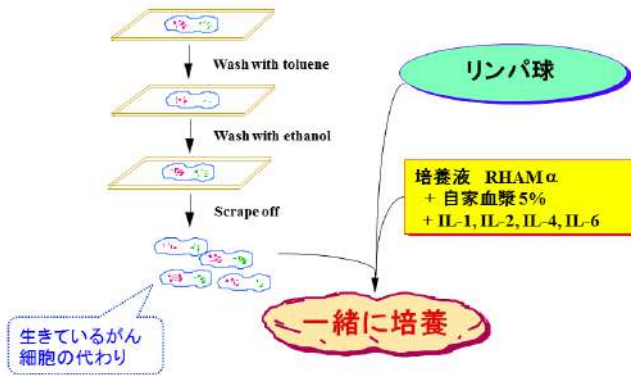 Wash with toluene
Wash with ethanol
Scrape off
生きているがん
細胞の代わり
リンパ球
培養液 RHAMα
+ 自家血漿5%
+ IL-1, IL-2, IL-4, IL-6
一緒に培養